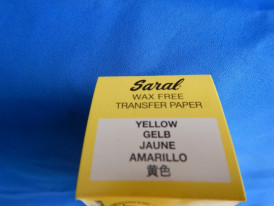 Saral
WAX FREE
TRANSFER PAPER
YELLOW
GELB
JAUNE
AMARILLO
黄色